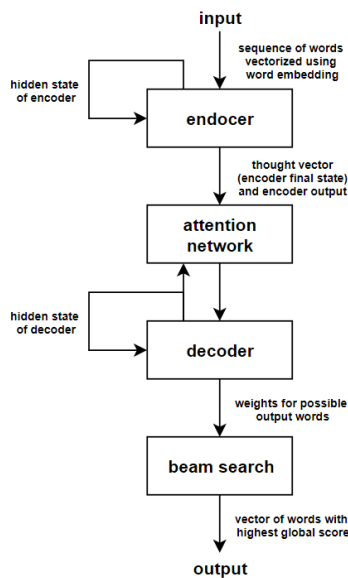 input
sequence of words
vectorized using
word embedding
hidden state
of encoder
endocer
thought vector
(encoder final state)
and encoder output
attention
network
hidden state
of decoder
decoder
weights for possible
output words
beam search
vector of words with
highest global score
output